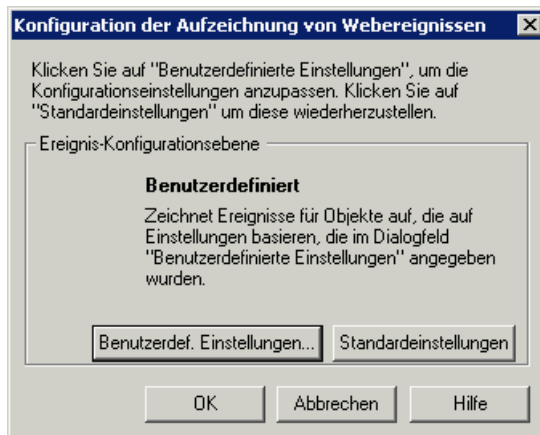 Konfiguration der Aufzeichnung von Webereignissen
Klicken Sie auf "Benutzerdefinierte Einstellungen", um die
Konfigurationseinstellungen anzupassen. Klicken Sie auf
"Standardeinstellungen" um diese wiederherzustellen.
Ereignis-Konfigurationsebene
Benutzerdefiniert
Zeichnet Ereignisse für Objekte auf, die auf
Einstellungen basieren, die im Dialogfeld
"Benutzerdefinierte Einstellungen" angegeben
wurden.
Benutzerdef. Einstellungen... Standardeinstellungen
OK Abbrechen Hilfe